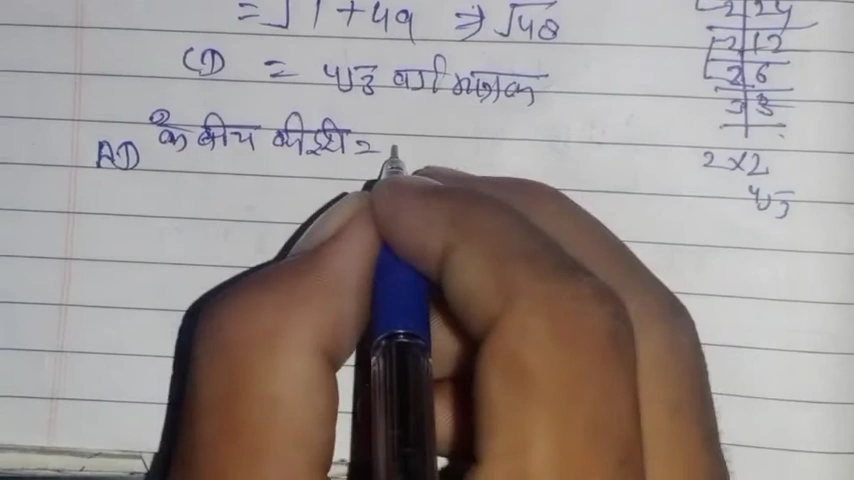 = √1 + 49 ⇒ √48
CD = 4√3 वर्ग मात्रक
AD के बीच की दूरी =
2 24
2 12
2 6
3 3
2 × 2
4√3